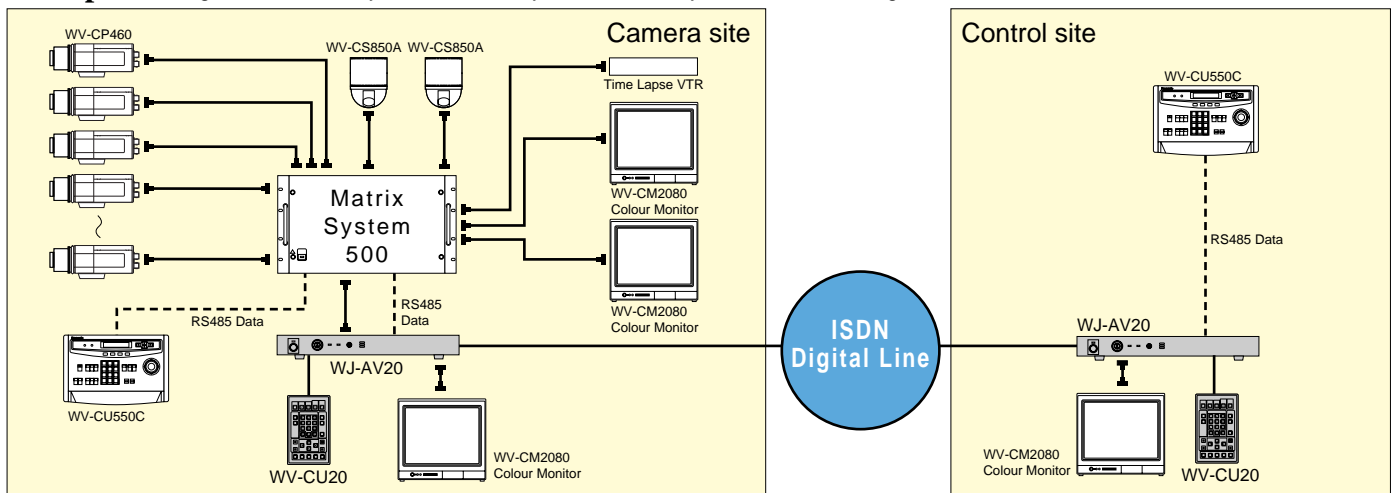 Camera site
Control site
WV-CP460
WV-CS850A WV-CS850A
Time Lapse VTR
WV-CM2080
Colour Monitor
WV-CM2080
Colour Monitor
Matrix
System
500
RS485 Data
RS485
Data
WJ-AV20
WV-CU550C
WV-CU20
WV-CM2080
Colour Monitor
ISDN
Digital Line
WV-CU550C
RS485 Data
WJ-AV20
WV-CM2080
Colour Monitor
WV-CU20